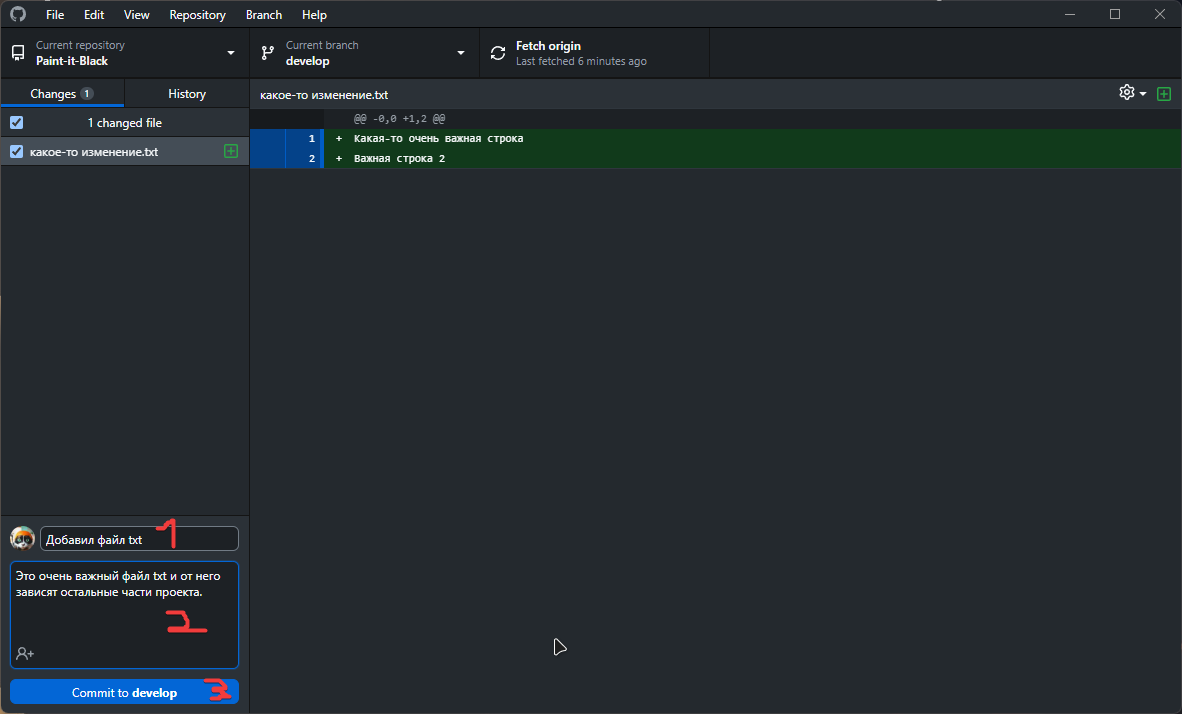 File Edit View Repository Branch Help
Current repository
Paint-it-Black
Current branch
develop
Fetch origin
Last fetched 6 minutes ago
Changes 1
History
какое-то изменение.txt
1 changed file
@@ -0,0 +1,2 @@
какое-то изменение.txt
1 + Какая-то очень важная строка
2 + Важная строка 2
Добавил файл txt 1
Это очень важный файл txt и от него
зависят остальные части проекта.
2
Commit to develop 3